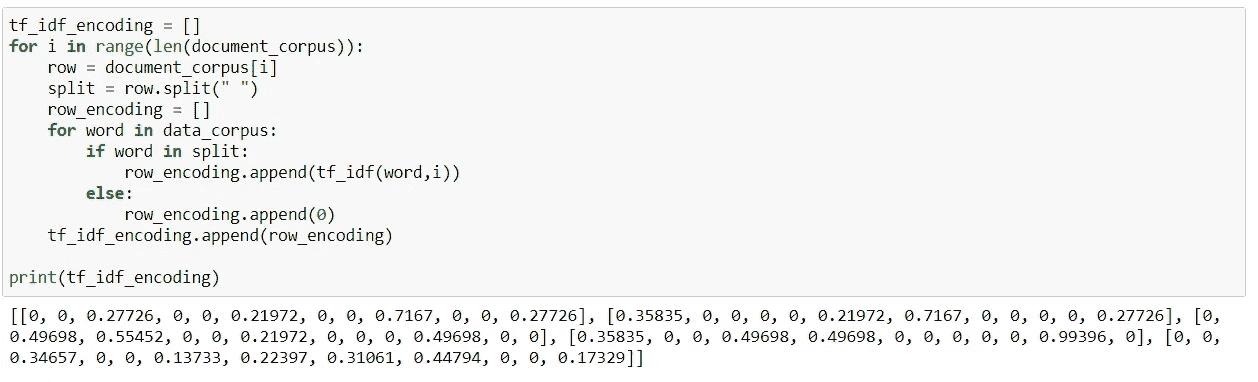 tf_idf_encoding = []
for i in range(len(document_corpus)):
    row = document_corpus[i]
    split = row.split(" ")
    row_encoding = []
    for word in data_corpus:
        if word in split:
            row_encoding.append(tf_idf(word,i))
        else:
            row_encoding.append(0)
    tf_idf_encoding.append(row_encoding)
print(tf_idf_encoding)
[[0, 0, 0.27726, 0, 0, 0.21972, 0, 0, 0.7167, 0, 0, 0.27726], [0.35835, 0, 0, 0, 0, 0.21972, 0.7167, 0, 0, 0, 0, 0.27726], [0,
0.49698, 0.55452, 0, 0, 0.21972, 0, 0, 0, 0.49698, 0, 0], [0.35835, 0, 0, 0.49698, 0.49698, 0, 0, 0, 0, 0, 0.99396, 0], [0, 0,
0.34657, 0, 0, 0.13733, 0.22397, 0.31061, 0.44794, 0, 0, 0.17329]]